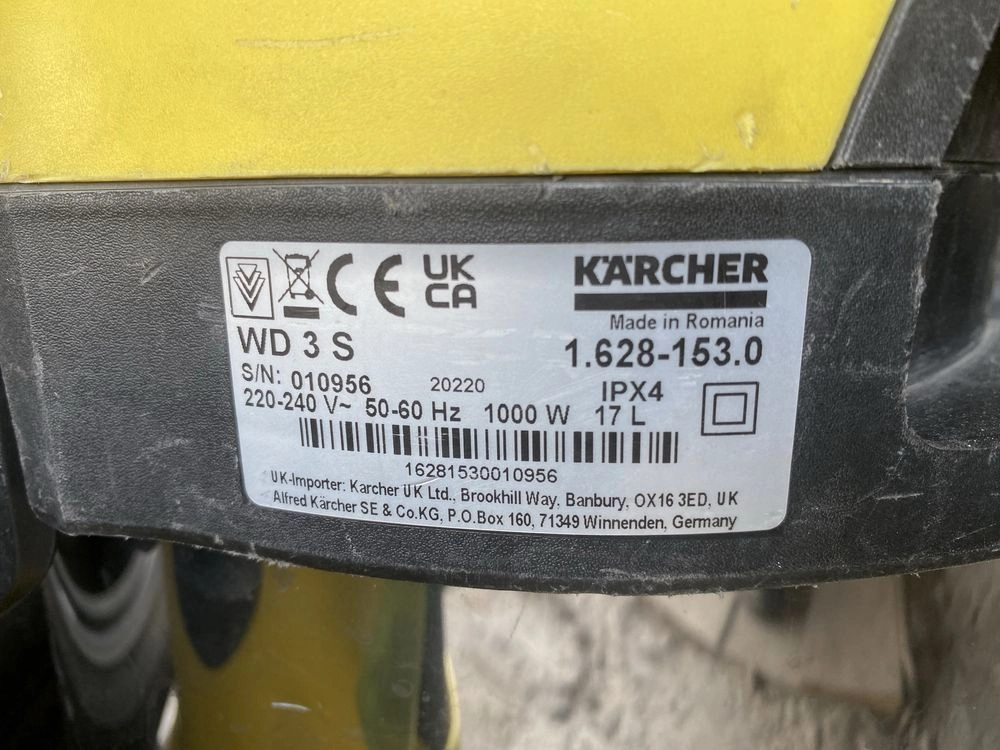 UK
CA
KÄRCHER
Made in Romania
WD 3 S
1.628-153.0
S/N: 010956 20220
IPX4
220-240 V~ 50-60 Hz 1000 W 17 L
16281530010956
UK-Importer: Karcher UK Ltd., Brookhill Way, Banbury, OX16 3ED, UK
Alfred Kärcher SE & Co.KG, P.O.Box 160, 71349 Winnenden, Germany